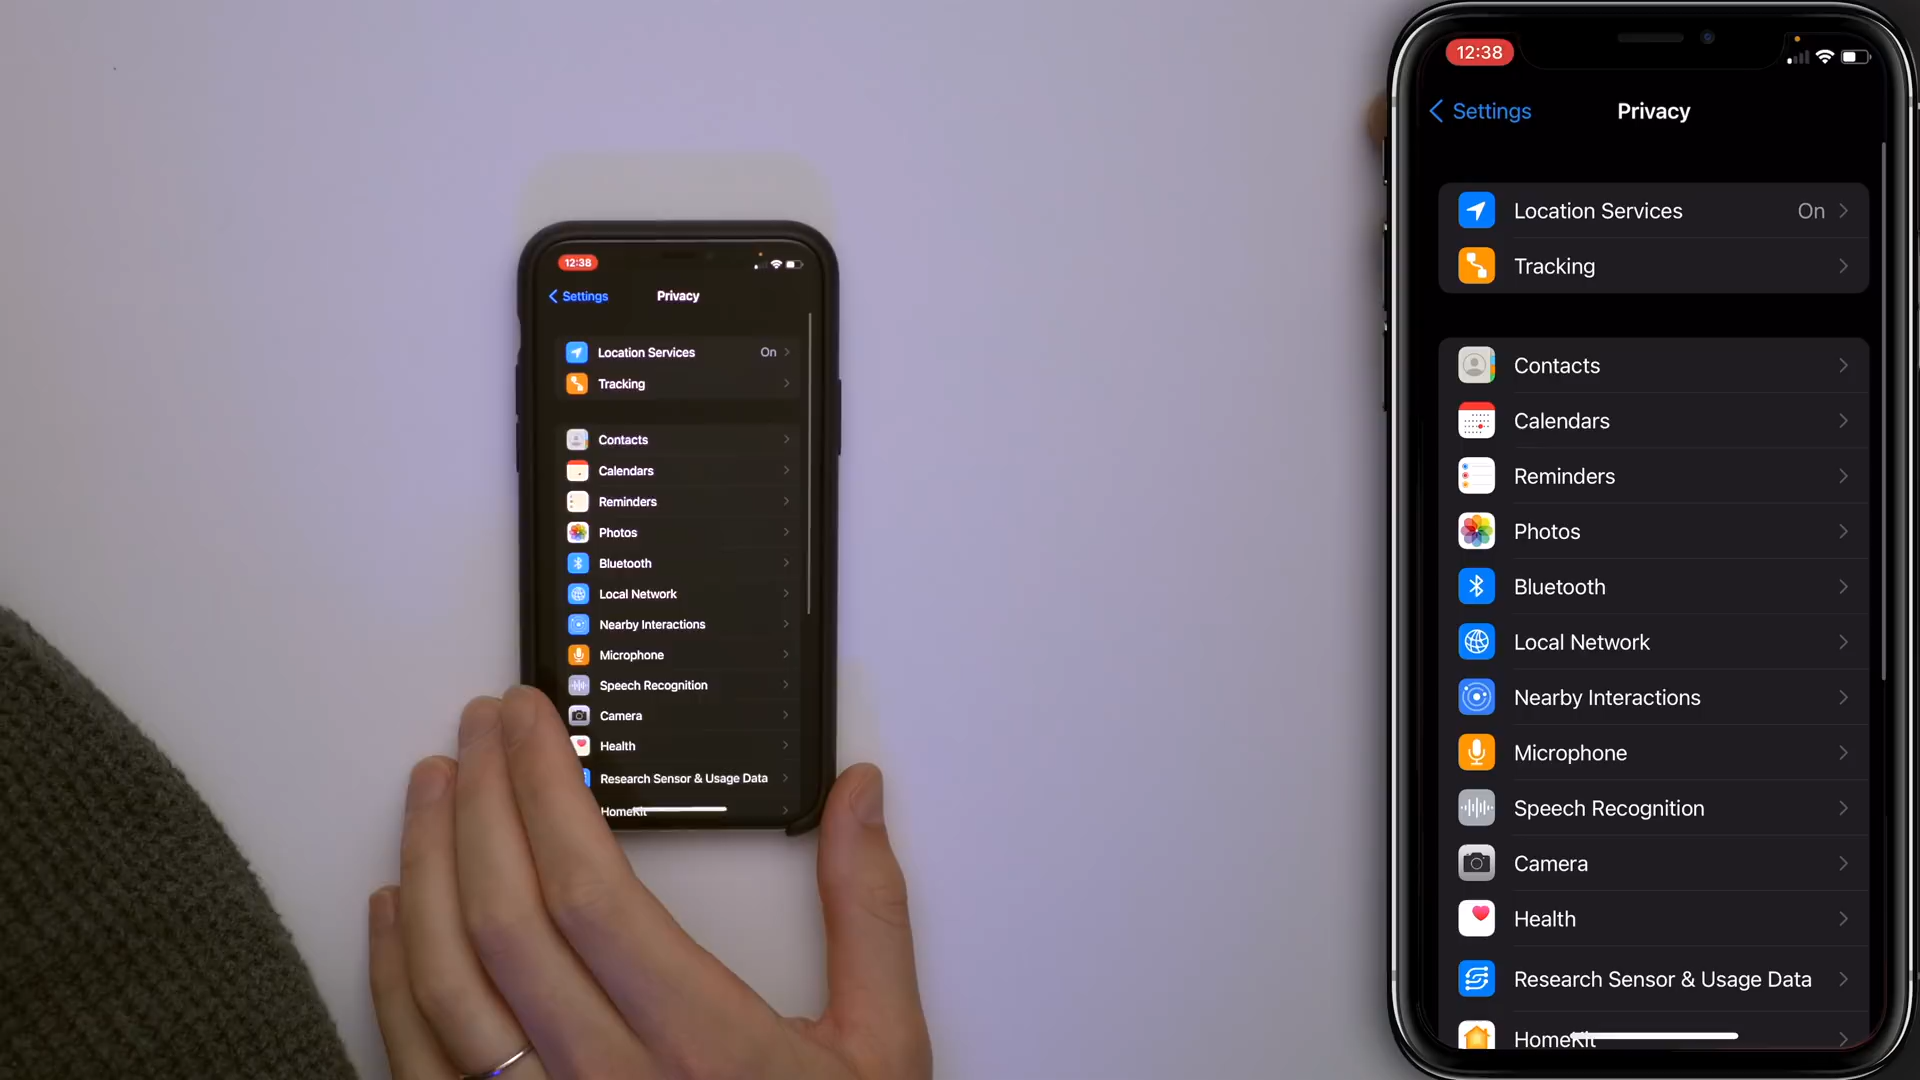 12:38
Settings
Privacy
Location Services
On
Tracking
Contacts
Calendars
Reminders
Photos
Bluetooth
Local Network
Nearby Interactions
Microphone
Speech Recognition
Camera
Health
Research Sensor & Usage Data
HomeKit
12:38
Settings
Privacy
Location Services
On
Tracking
Contacts
Calendars
Reminders
Photos
Bluetooth
Local Network
Nearby Interactions
Microphone
Speech Recognition
Camera
Health
Research Sensor & Usage Data
HomeKit